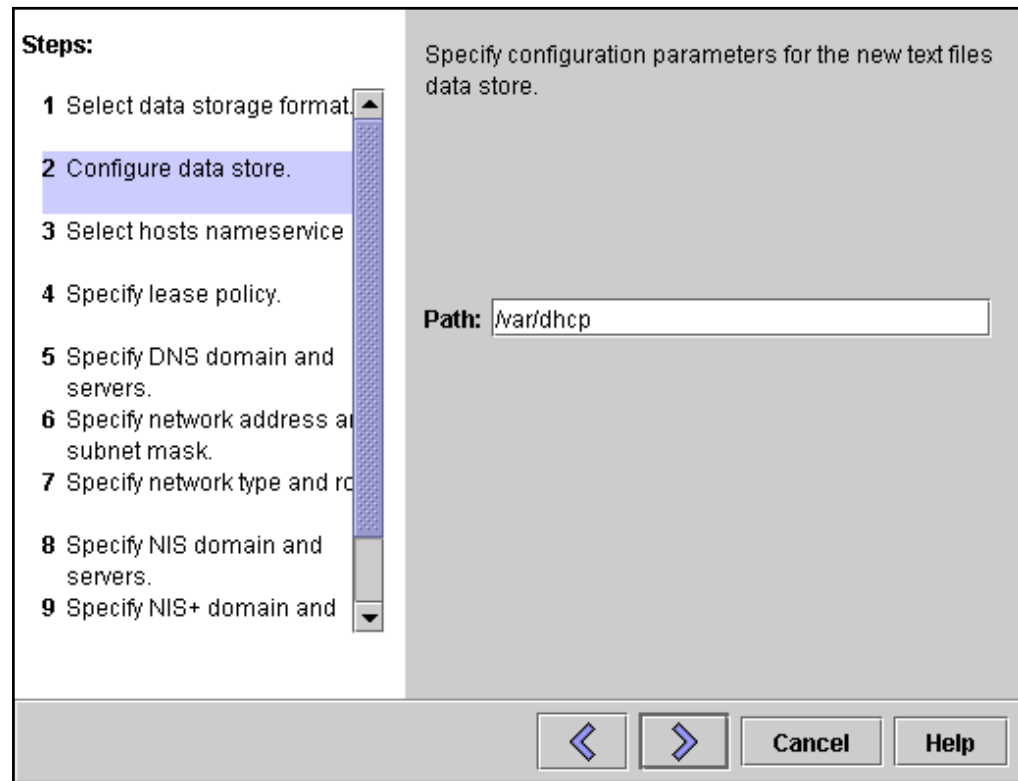 Steps:
1 Select data storage format.
2 Configure data store.
3 Select hosts nameservice
4 Specify lease policy.
5 Specify DNS domain and
servers.
6 Specify network address
subnet mask.
7 Specify network type and
8 Specify NIS domain and
servers.
9 Specify NIS+ domain and
Specify configuration parameters for the new text files
data store.
Path: /var/dhcp
Cancel
Help